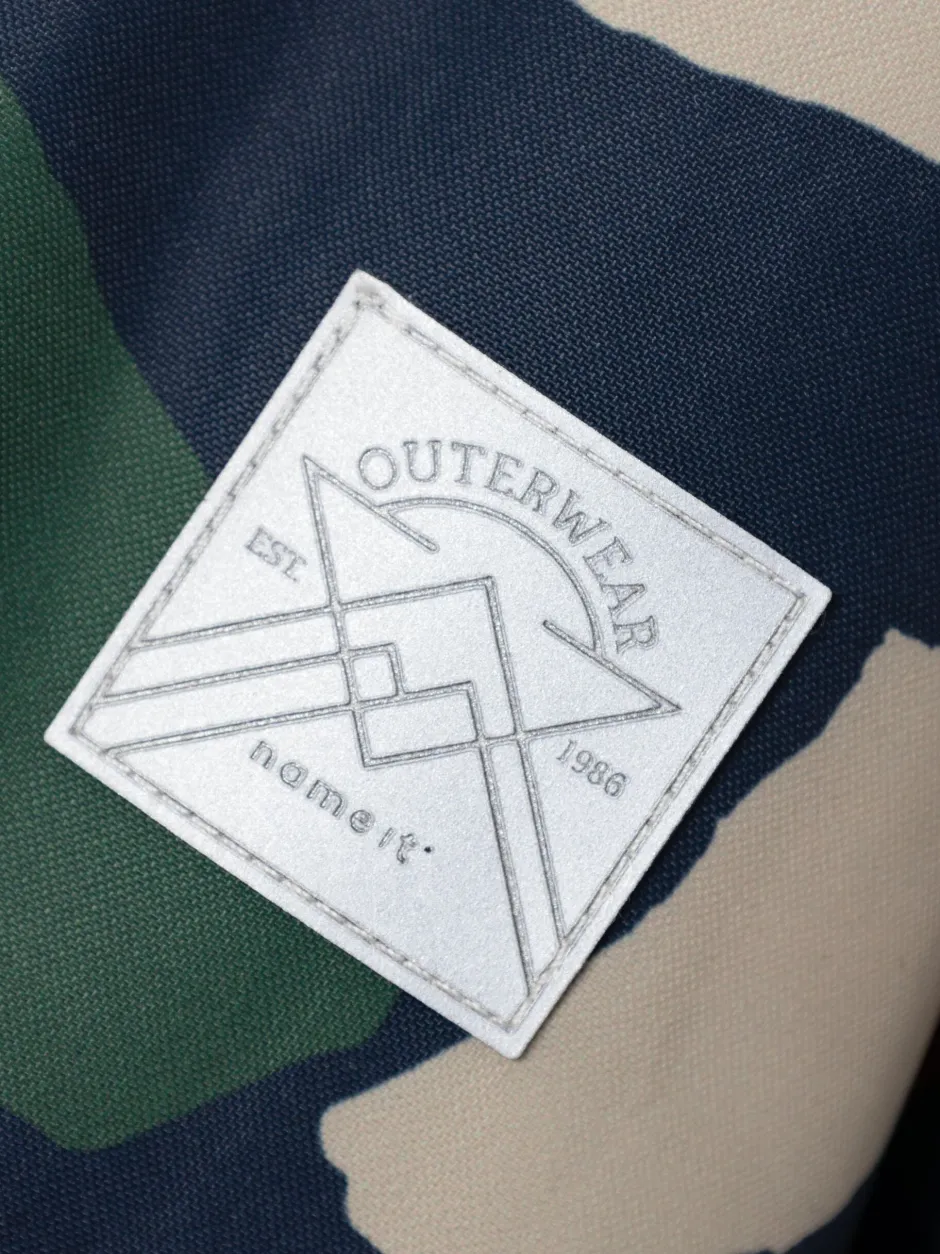 OUTERWEAR
EST. 1986
name it